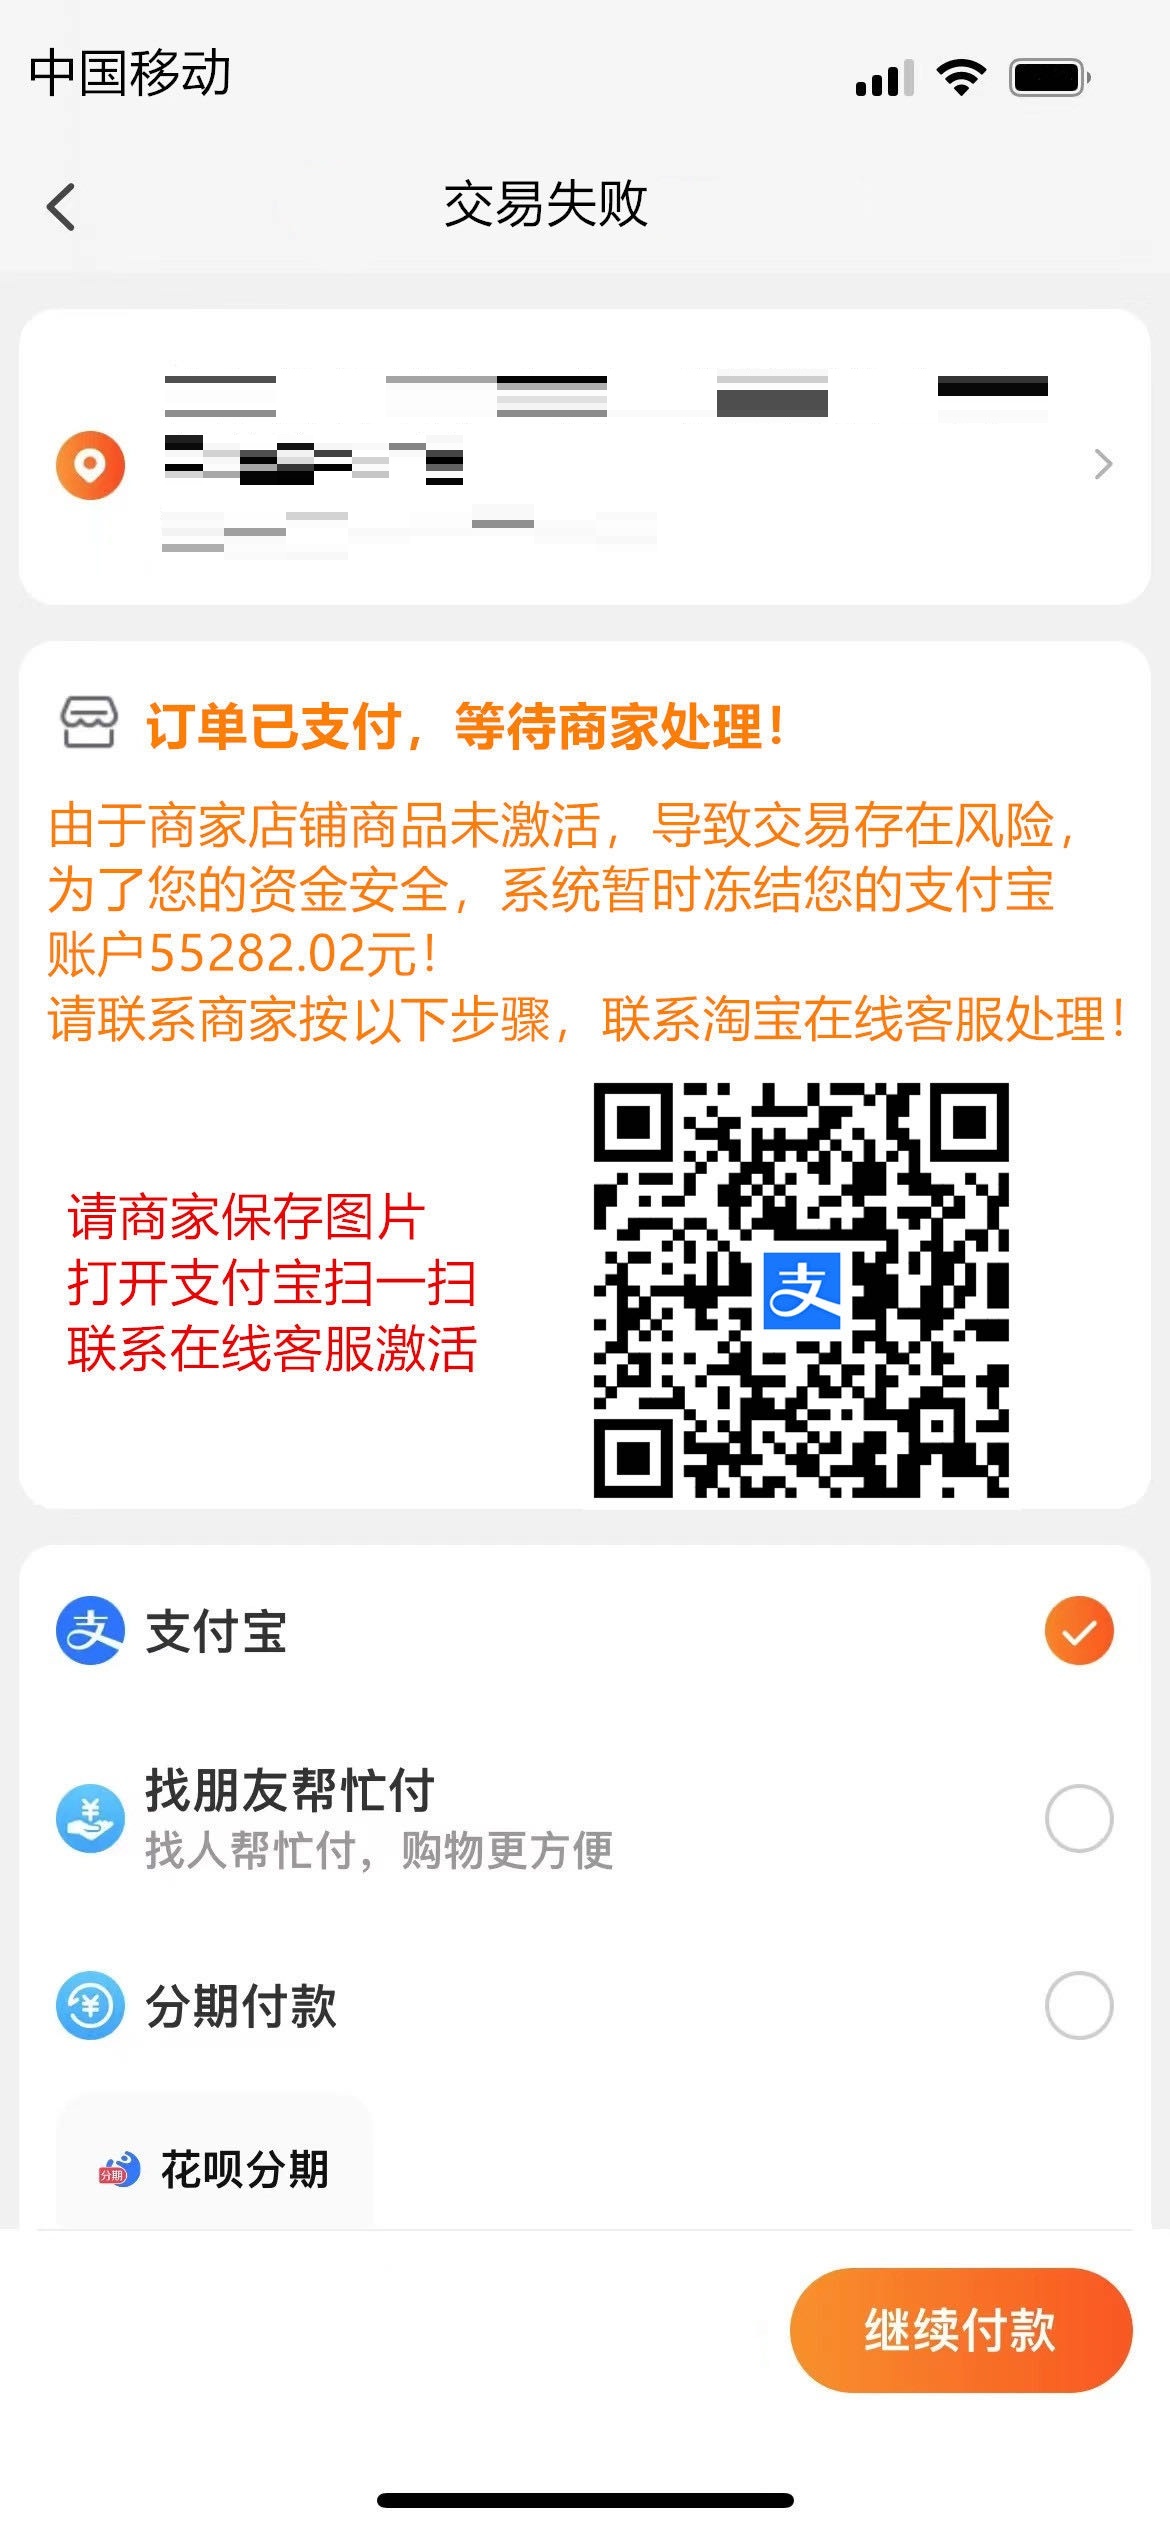 中国移动
交易失败
订单已支付，等待商家处理！
由于商家店铺商品未激活，导致交易存在风险，
为了您的资金安全，系统暂时冻结您的支付宝
账户55282.02元！
请联系商家按以下步骤，联系淘宝在线客服处理！
请商家保存图片
打开支付宝扫一扫
联系在线客服激活
支
支 支付宝
找朋友帮忙付
找人帮忙付，购物更方便
分期付款
分期 花呗分期
继续付款